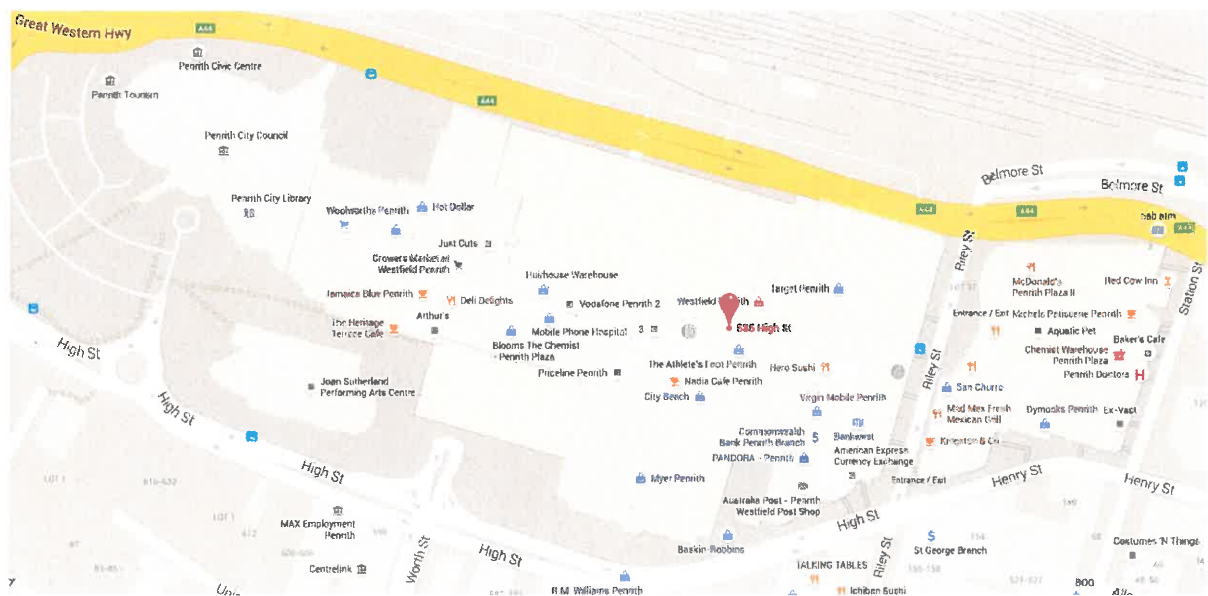 Great Western Hwy
A44
Penrith Civic Centre
Penrith Tourism
A44
Penrith City Council
Belmore St
Belmore St
Penrith City Library
Woolworths Penrith
Hot Dollar
A44
A44
A44
Just Cuts
Riley St
Growers Market at
Westfield Penrith
Hairhouse Warehouse
McDonald's
Penrith Plaza II
Red Cow Inn
Station St
Jamaica Blue Penrith
Deli Delights
Vodafone Penrith 2
Westfield
Target Penrith
Entrance / Exit
Michels Patisserie Penrith
Arthur's
The Heritage
Terrace Cafe
Mobile Phone Hospital
3
High St
Aquatic Pet
Baker's Cafe
Blooms The Chemist
- Penrith Plaza
High St
The Athlete's Foot Penrith
Hero Sushi
Riley St
Chemist Warehouse
Penrith Plaza
Penrith Doctors
Priceline Penrith
Nadia Cafe Penrith
Joan Sutherland
Performing Arts Centre
City Beach
San Churro
Virgin Mobile Penrith
High St
Mad Mex Fresh
Mexican Grill
Dymocks Penrith
Commonwealth
Bank Penrith Branch
Bankwest
PANDORA - Penrith
American Express
Currency Exchange
High St
Myer Penrith
Entrance / Exit
Henry St
Henry St
LOT 1
Australia Post - Penrith
Westfield Post Shop
High St
MAX Employment
Penrith
Worth St
High St
Baskin-Robbins
Riley St
St George Branch
Costumes 'N Things
Centrelink
TALKING TABLES
R.M. Williams Penrith
Ichiban Sushi